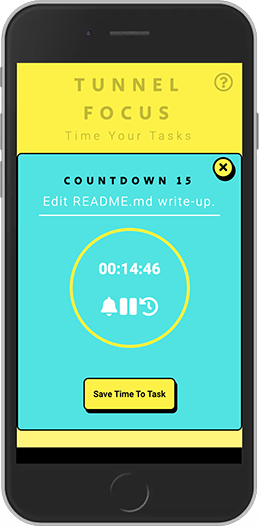 TUNNEL
FOCUS
Time Your Tasks
COUNTDOWN 15
Edit README.md write-up.
00:14:46
Save Time To Task